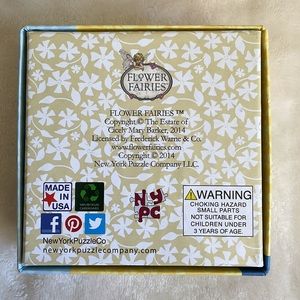 FLOWER
FAIRIES™
FLOWER FAIRIES ™
Copyright © The Estate of
Cicely Mary Barker, 2014
Licensed by Frederick Warne & Co.
www.flowerfairies.com
Copyright © 2014
New York Puzzle Company LLC.
MADE
IN
USA
NY
PC
WARNING
CHOKING HAZARD
SMALL PARTS
NOT SUITABLE FOR
CHILDREN UNDER
3 YEARS OF AGE.
NewYorkPuzzleCo
newyorkpuzzlecompany.com